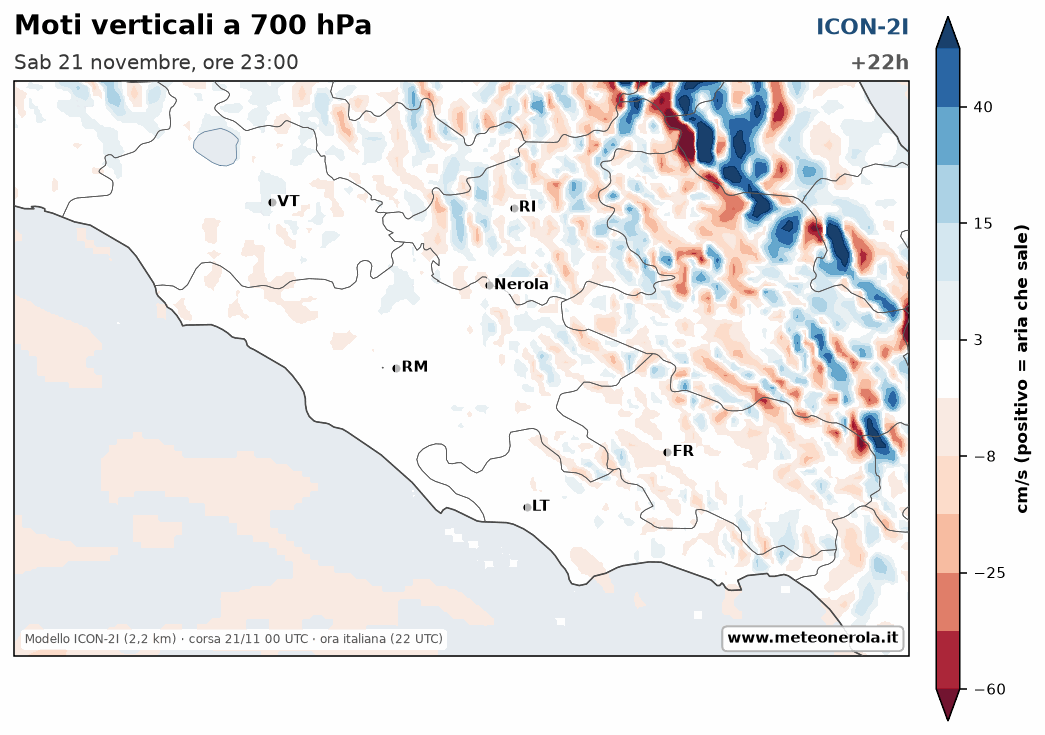 Moti verticali a 700 hPa
ICON-2I
Sab 21 novembre, ore 23:00
+22h
40
15
3
−8
−25
−60
cm/s (positivo = aria che sale)
VT
RI
Nerola
RM
FR
LT
Modello ICON-2I (2,2 km) · corsa 21/11 00 UTC · ora italiana (22 UTC)
www.meteonerola.it